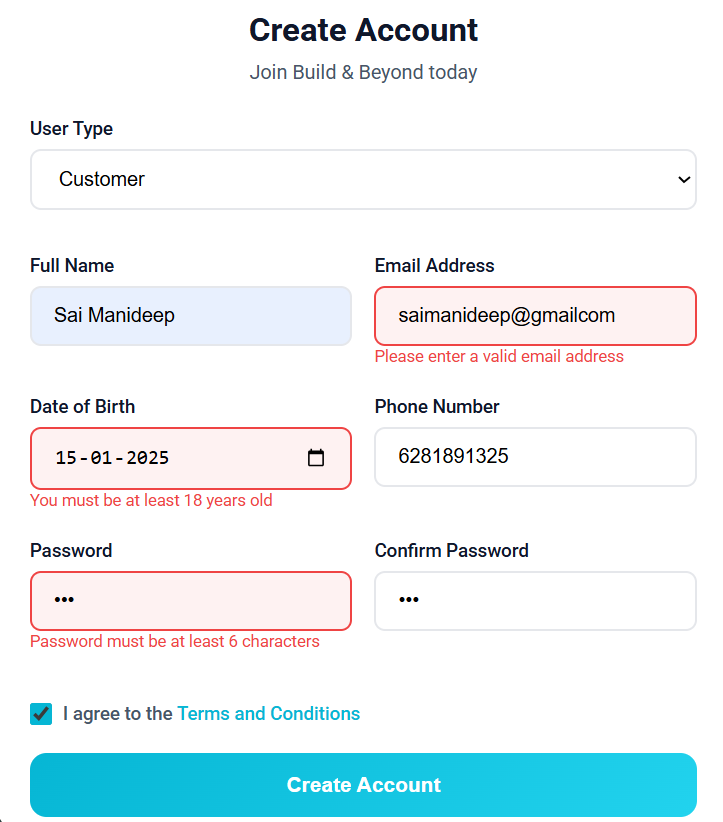 Create Account
Join Build & Beyond today
User Type
Customer
Full Name
Email Address
Sai Manideep
saimanideep@gmailcom
Please enter a valid email address
Date of Birth
Phone Number
15-01-2025
6281891325
You must be at least 18 years old
Password
Confirm Password
•••
•••
Password must be at least 6 characters
I agree to the Terms and Conditions
Create Account